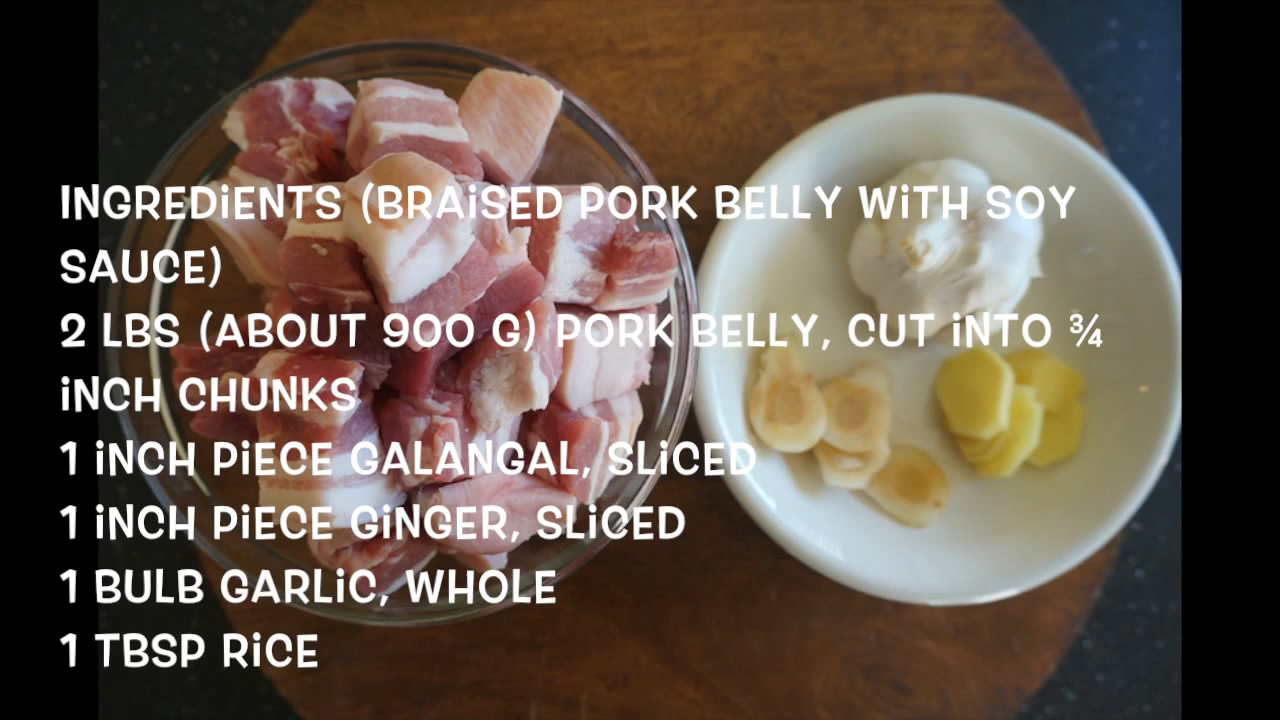 INGREDiENTS (BRAiSED PORK BELLY WiTH SOY
SAUCE)
2 LBS (ABOUT 900 G) PORK BELLY, CUT iNTO ¾
iNCH CHUNKS
1 iNCH PiECE GALANGAL, SLiCED
1 iNCH PiECE GiNGER, SLiCED
1 BULB GARLiC, WHOLE
1 TBSP RiCE